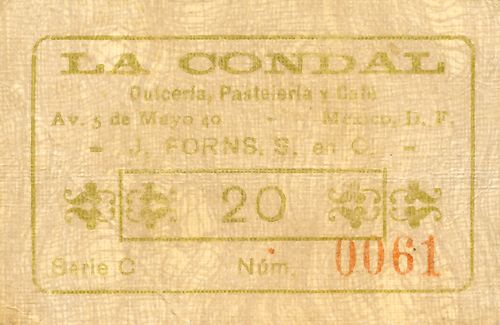 LA CONDAL
Dulcería, Pastelería y Café
Av. 5 de Mayo 40 - México, D. F.
- J. FORNS, S. en C. -
20
Serie C Núm. 0061